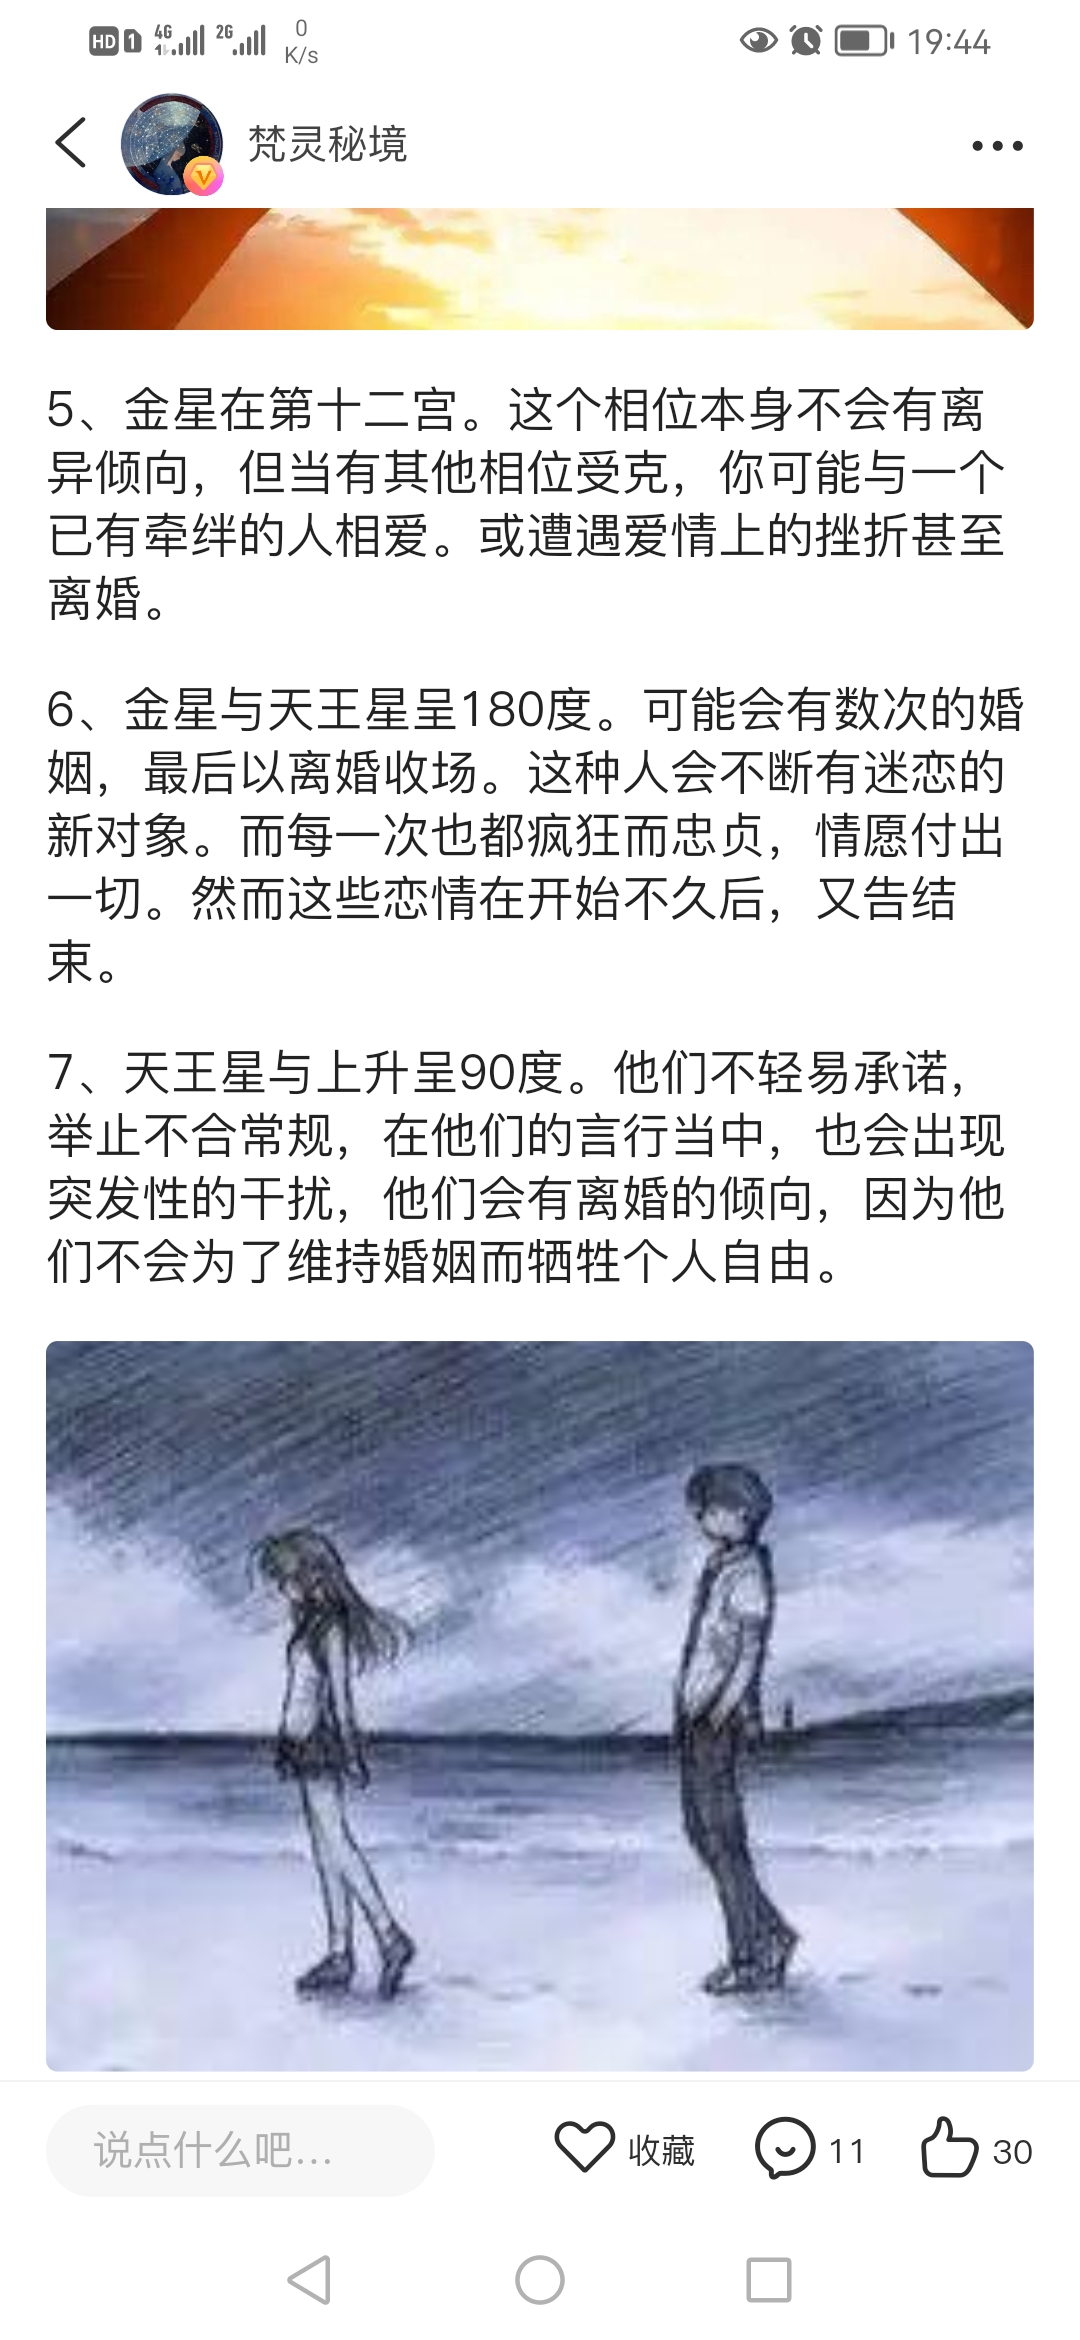 HD 1 4G 2G 0 K/s 19:44
梵灵秘境
5、金星在第十二宫。这个相位本身不会有离
异倾向，但当有其他相位受克，你可能与一个
已有牵绊的人相爱。或遭遇爱情上的挫折甚至
离婚。
6、金星与天王星呈180度。可能会有数次的婚
姻，最后以离婚收场。这种人会不断有迷恋的
新对象。而每一次也都疯狂而忠贞，情愿付出
一切。然而这些恋情在开始不久后，又告结
束。
7、天王星与上升呈90度。他们不轻易承诺，
举止不合常规，在他们的言行当中，也会出现
突发性的干扰，他们会有离婚的倾向，因为他
们不会为了维持婚姻而牺牲个人自由。
说点什么吧... 收藏 11 30